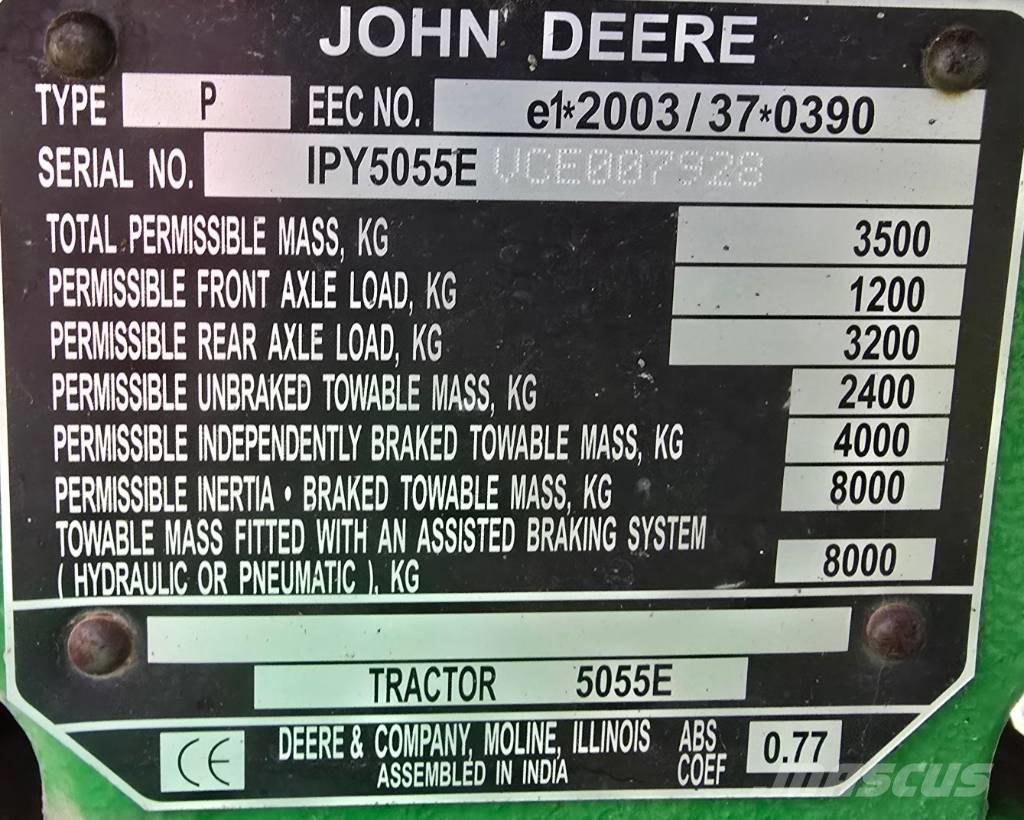 JOHN DEERE
TYPE P EEC NO. e1*2003/37*0390
SERIAL NO. IPY5055E VCE007928
TOTAL PERMISSIBLE MASS, KG 3500
PERMISSIBLE FRONT AXLE LOAD, KG 1200
PERMISSIBLE REAR AXLE LOAD, KG 3200
PERMISSIBLE UNBRAKED TOWABLE MASS, KG 2400
PERMISSIBLE INDEPENDENTLY BRAKED TOWABLE MASS, KG 4000
PERMISSIBLE INERTIA • BRAKED TOWABLE MASS, KG 8000
TOWABLE MASS FITTED WITH AN ASSISTED BRAKING SYSTEM
( HYDRAULIC OR PNEUMATIC ), KG 8000
TRACTOR 5055E
CE DEERE & COMPANY, MOLINE, ILLINOIS ABS 0.77
ASSEMBLED IN INDIA COEF
mascus